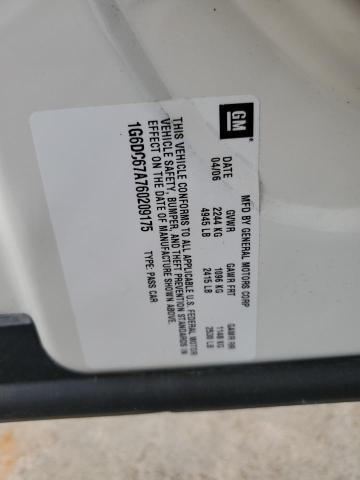 GM
MFD BY GENERAL MOTORS CORP
DATE GVWR GAWR FRT GAWR RR
04/06 2244 KG 1096 KG 1148 KG
4945 LB 2415 LB 2530 LB
THIS VEHICLE CONFORMS TO ALL APPLICABLE U.S. FEDERAL MOTOR
VEHICLE SAFETY, BUMPER, AND THEFT PREVENTION STANDARDS IN
EFFECT ON THE DATE OF MANUFACTURE SHOWN ABOVE.
1G6DC67A760209175 TYPE: PASS CAR